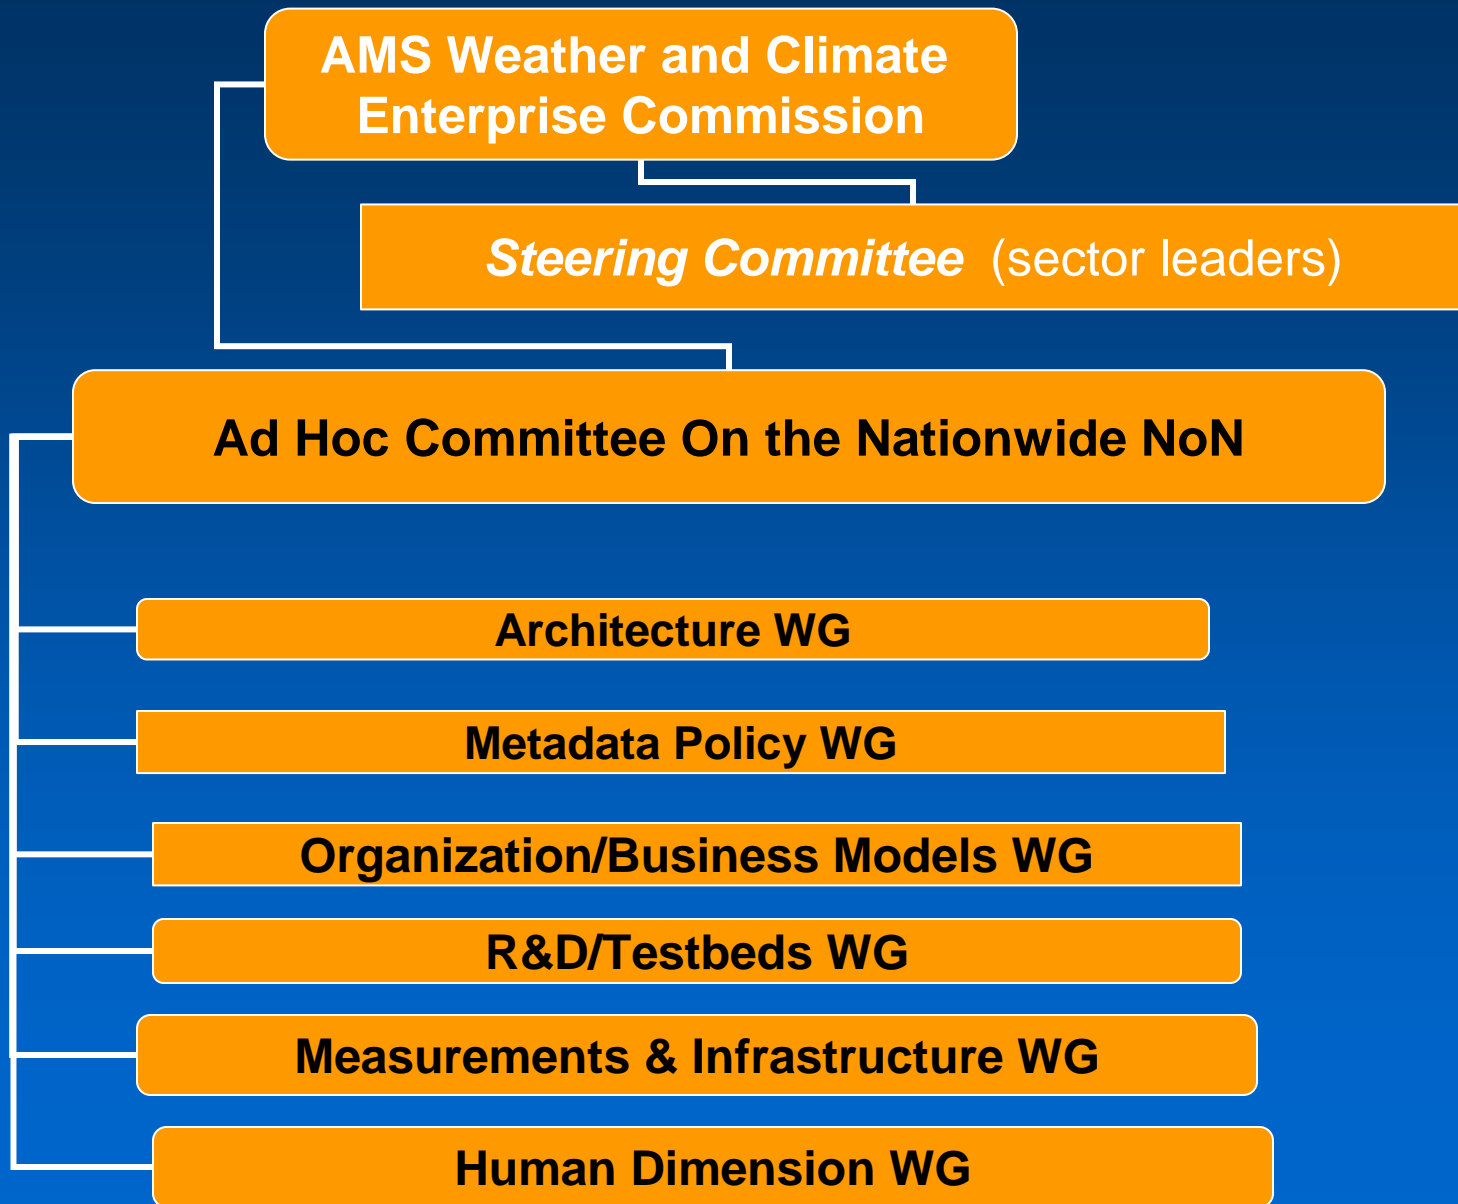 AMS Weather and Climate
Enterprise Commission
Steering Committee (sector leaders)
Ad Hoc Committee On the Nationwide NoN
Architecture WG
Metadata Policy WG
Organization/Business Models WG
R&D/Testbeds WG
Measurements & Infrastructure WG
Human Dimension WG